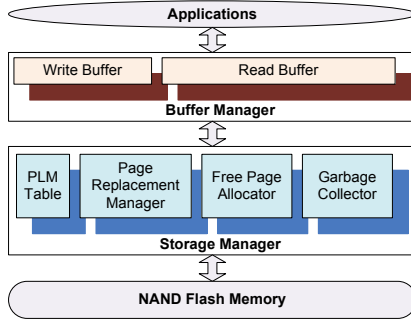 Applications
Write Buffer Read Buffer
Buffer Manager
PLM Table
Page Replacement Manager
Free Page Allocator
Garbage Collector
Storage Manager
NAND Flash Memory